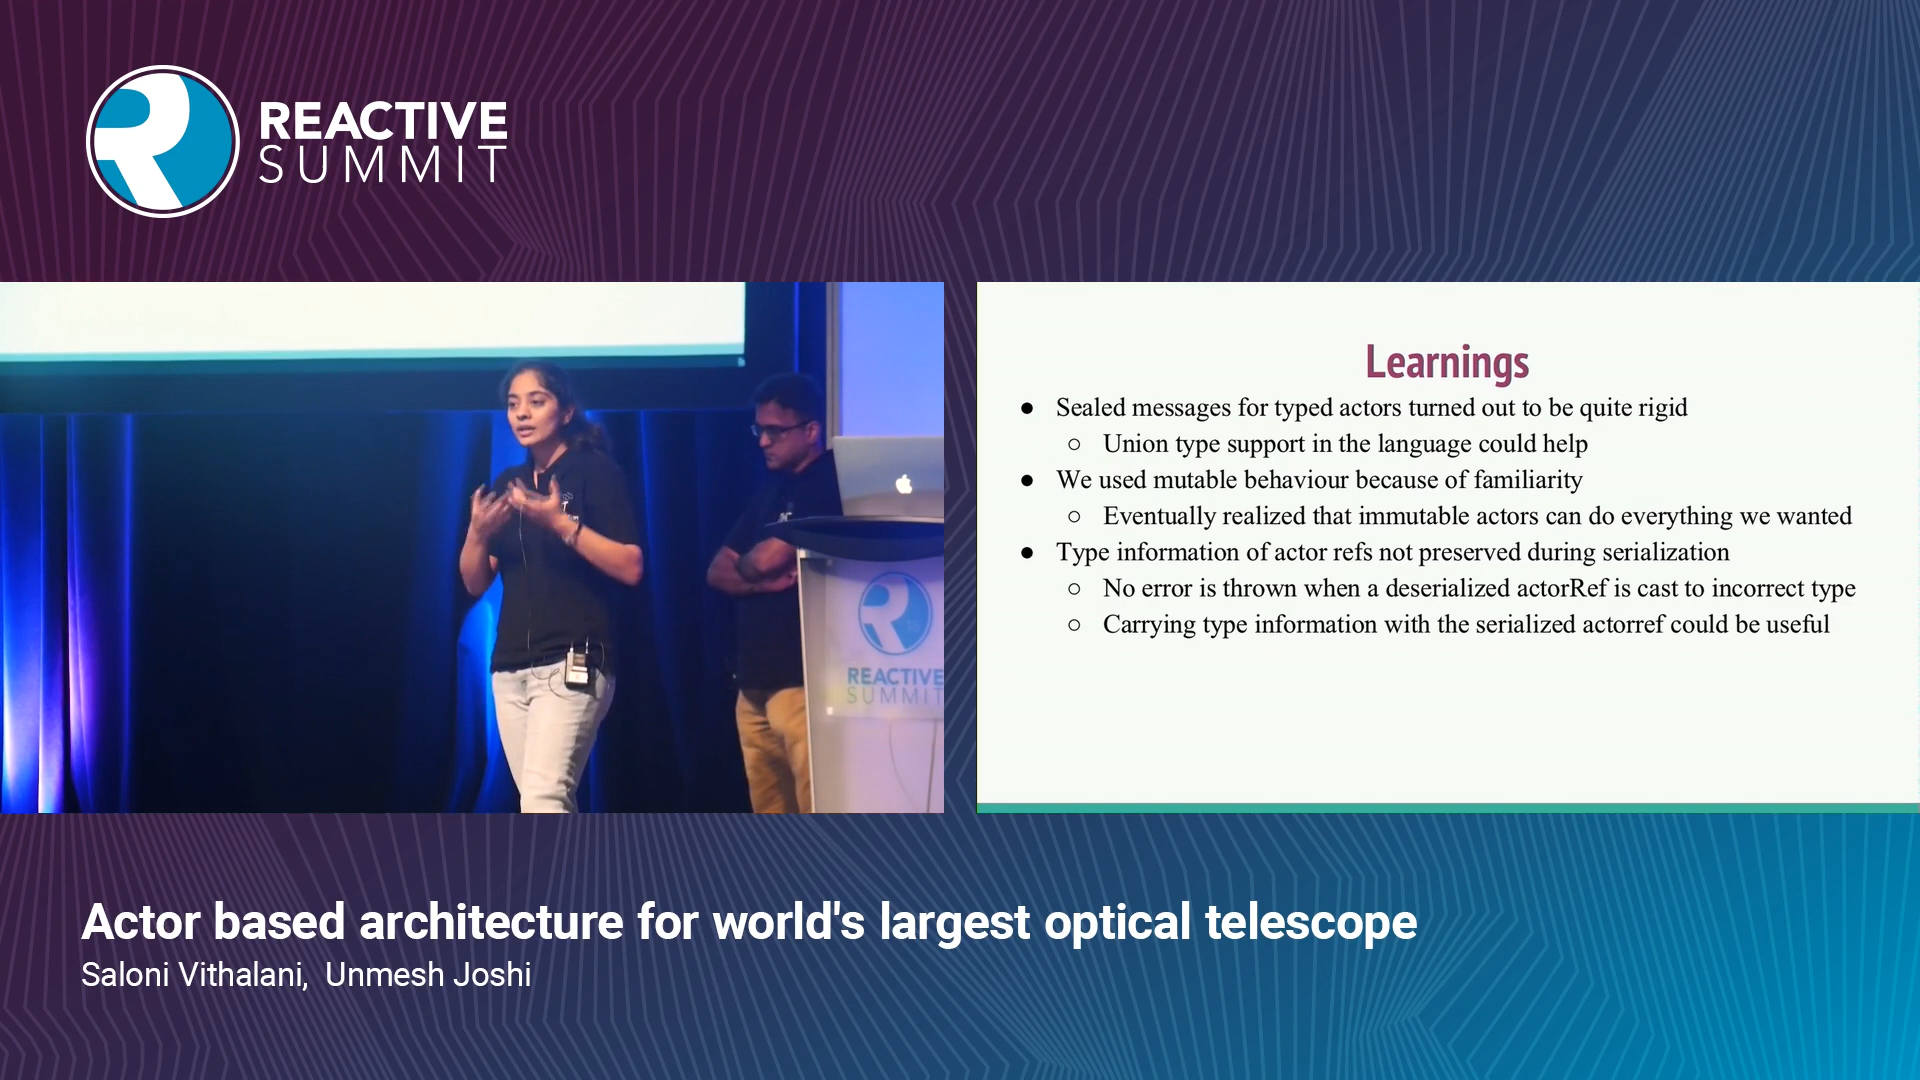 REACTIVE
SUMMIT
Learnings
● Sealed messages for typed actors turned out to be quite rigid
○ Union type support in the language could help
● We used mutable behaviour because of familiarity
○ Eventually realized that immutable actors can do everything we wanted
● Type information of actor refs not preserved during serialization
○ No error is thrown when a deserialized actorRef is cast to incorrect type
○ Carrying type information with the serialized actorref could be useful
REACTIVE
SUMMIT
Actor based architecture for world's largest optical telescope
Saloni Vithalani, Unmesh Joshi